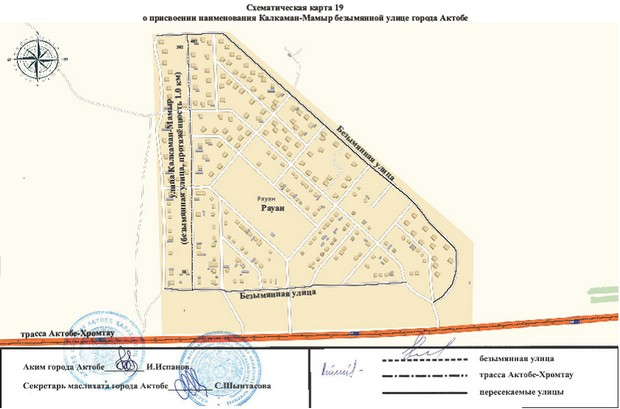 Схематическая карта 19
о присвоении наименования Калкаман-Мамыр безымянной улице города Актобе
улица Калкаман-Мамыр
(безымянная улица, протяжённость 1.0 км)
Безымянная улица
Рауан
Рауан
Безымянная улица
трасса Актобе-Хромтау
Аким города Актобе И.Испанов
Секретарь маслихата города Актобе С.Шынтасова
безымянная улица
трасса Актобе-Хромтау
пересекаемые улицы